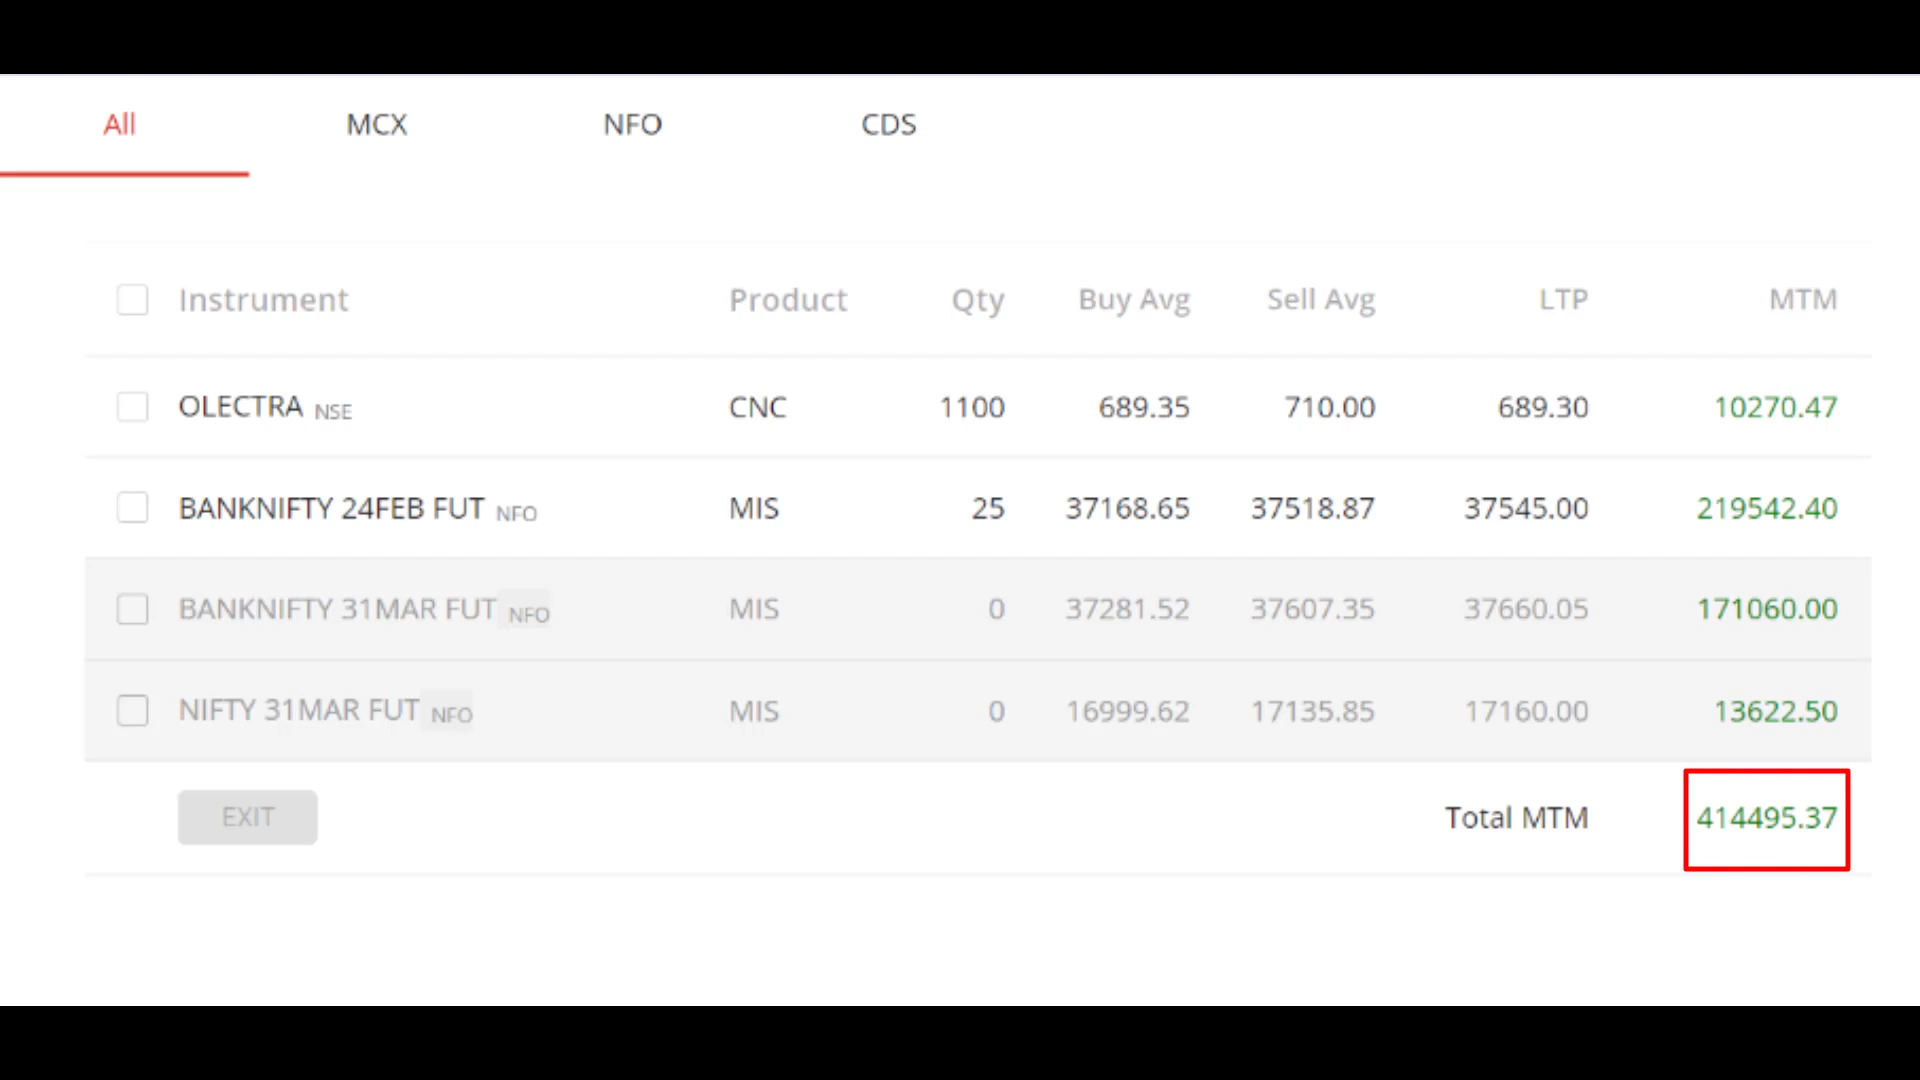 All MCX NFO CDS
Instrument Product Qty Buy Avg Sell Avg LTP MTM
OLECTRA NSE CNC 1100 689.35 710.00 689.30 10270.47
BANKNIFTY 24FEB FUT NFO MIS 25 37168.65 37518.87 37545.00 219542.40
BANKNIFTY 31MAR FUT NFO MIS 0 37281.52 37607.35 37660.05 171060.00
NIFTY 31MAR FUT NFO MIS 0 16999.62 17135.85 17160.00 13622.50
EXIT Total MTM 414495.37